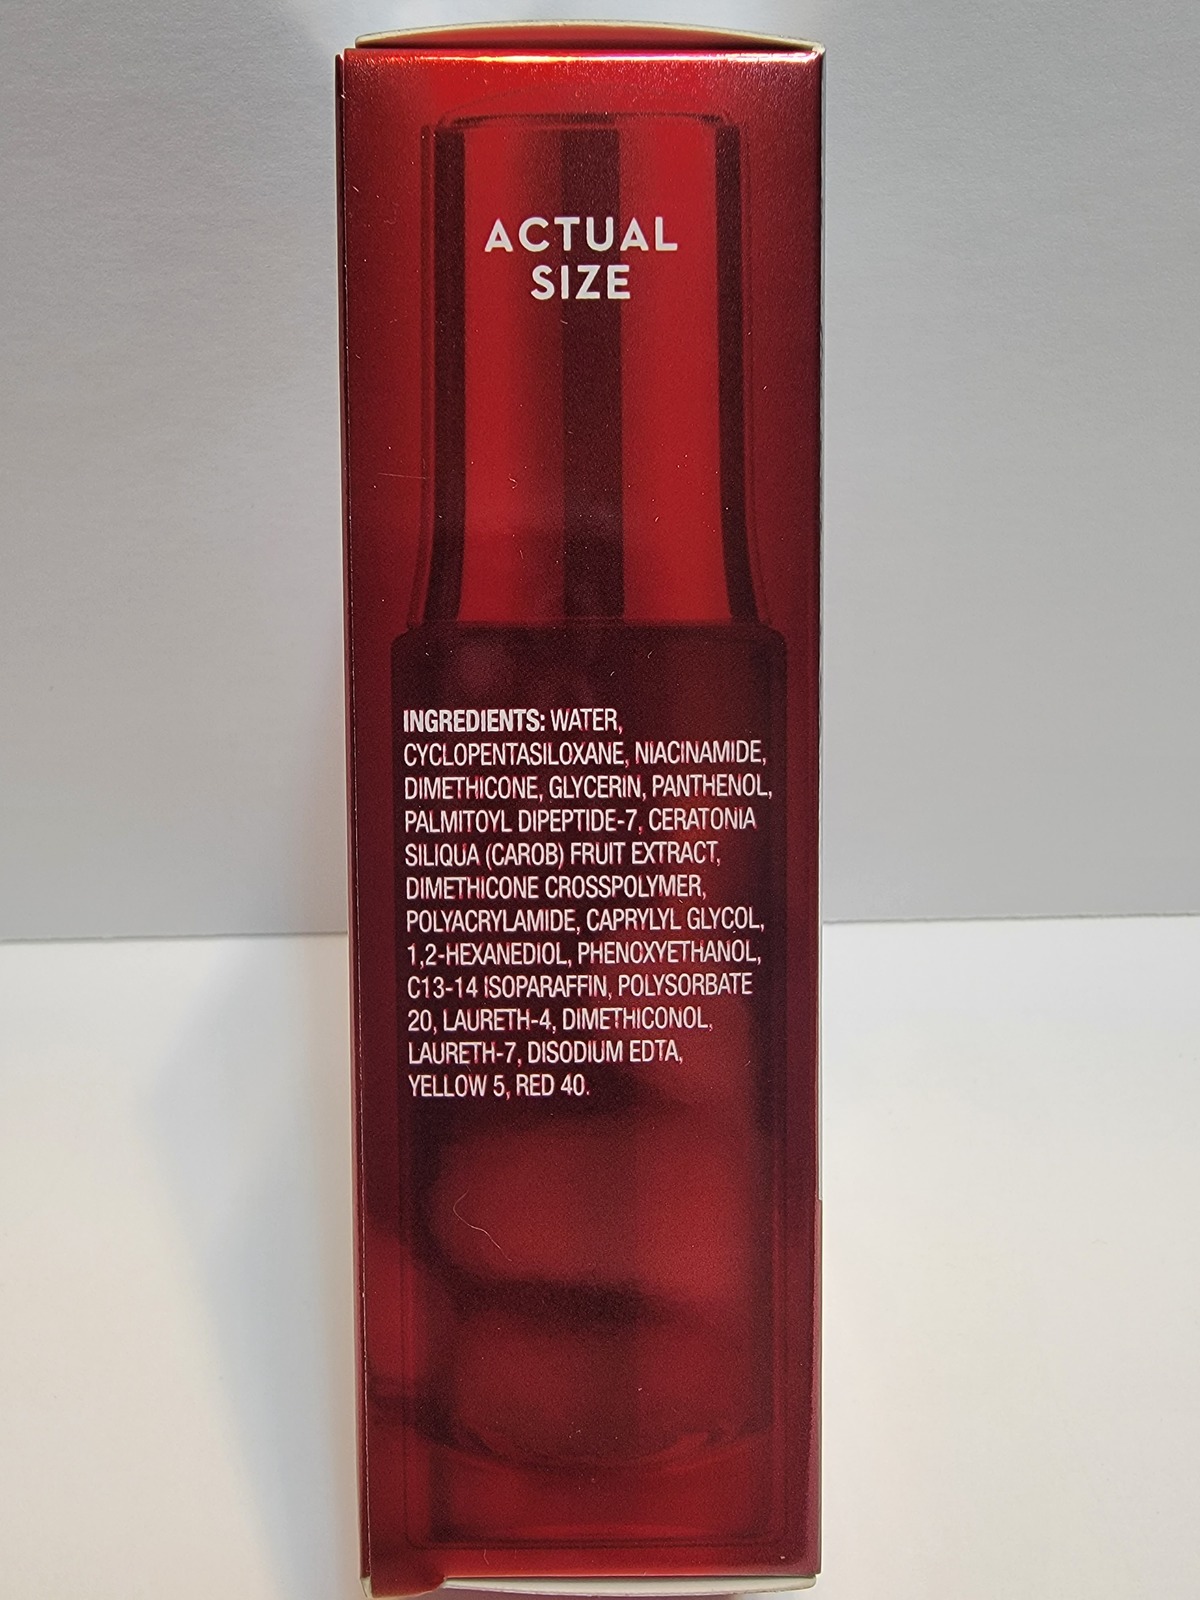 ACTUAL
SIZE
INGREDIENTS: WATER,
CYCLOPENTASILOXANE, NIACINAMIDE,
DIMETHICONE, GLYCERIN, PANTHENOL,
PALMITOYL DIPEPTIDE-7, CERATONIA
SILIQUA (CAROB) FRUIT EXTRACT,
DIMETHICONE CROSSPOLYMER,
POLYACRYLAMIDE, CAPRYLYL GLYCOL,
1,2-HEXANEDIOL, PHENOXYETHANOL,
C13-14 ISOPARAFFIN, POLYSORBATE
20, LAURETH-4, DIMETHICONOL,
LAURETH-7, DISODIUM EDTA,
YELLOW 5, RED 40.